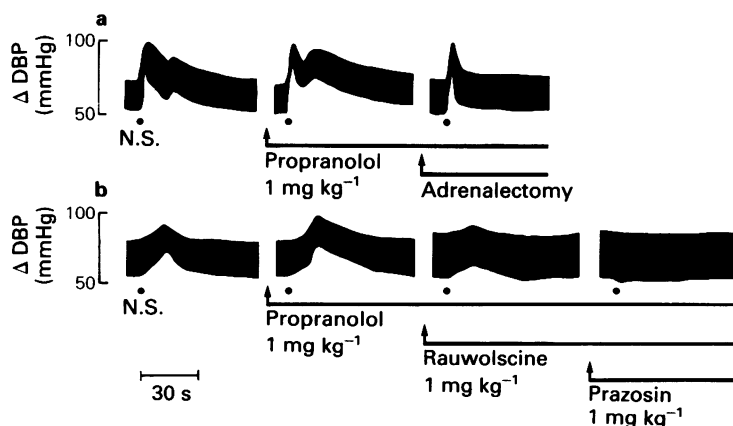 a
Δ DBP
(mmHg)
100
50
N.S.
Propranolol
1 mg kg⁻¹
Adrenalectomy
b
Δ DBP
(mmHg)
100
50
N.S.
Propranolol
1 mg kg⁻¹
Rauwolscine
1 mg kg⁻¹
Prazosin
1 mg kg⁻¹
30 s